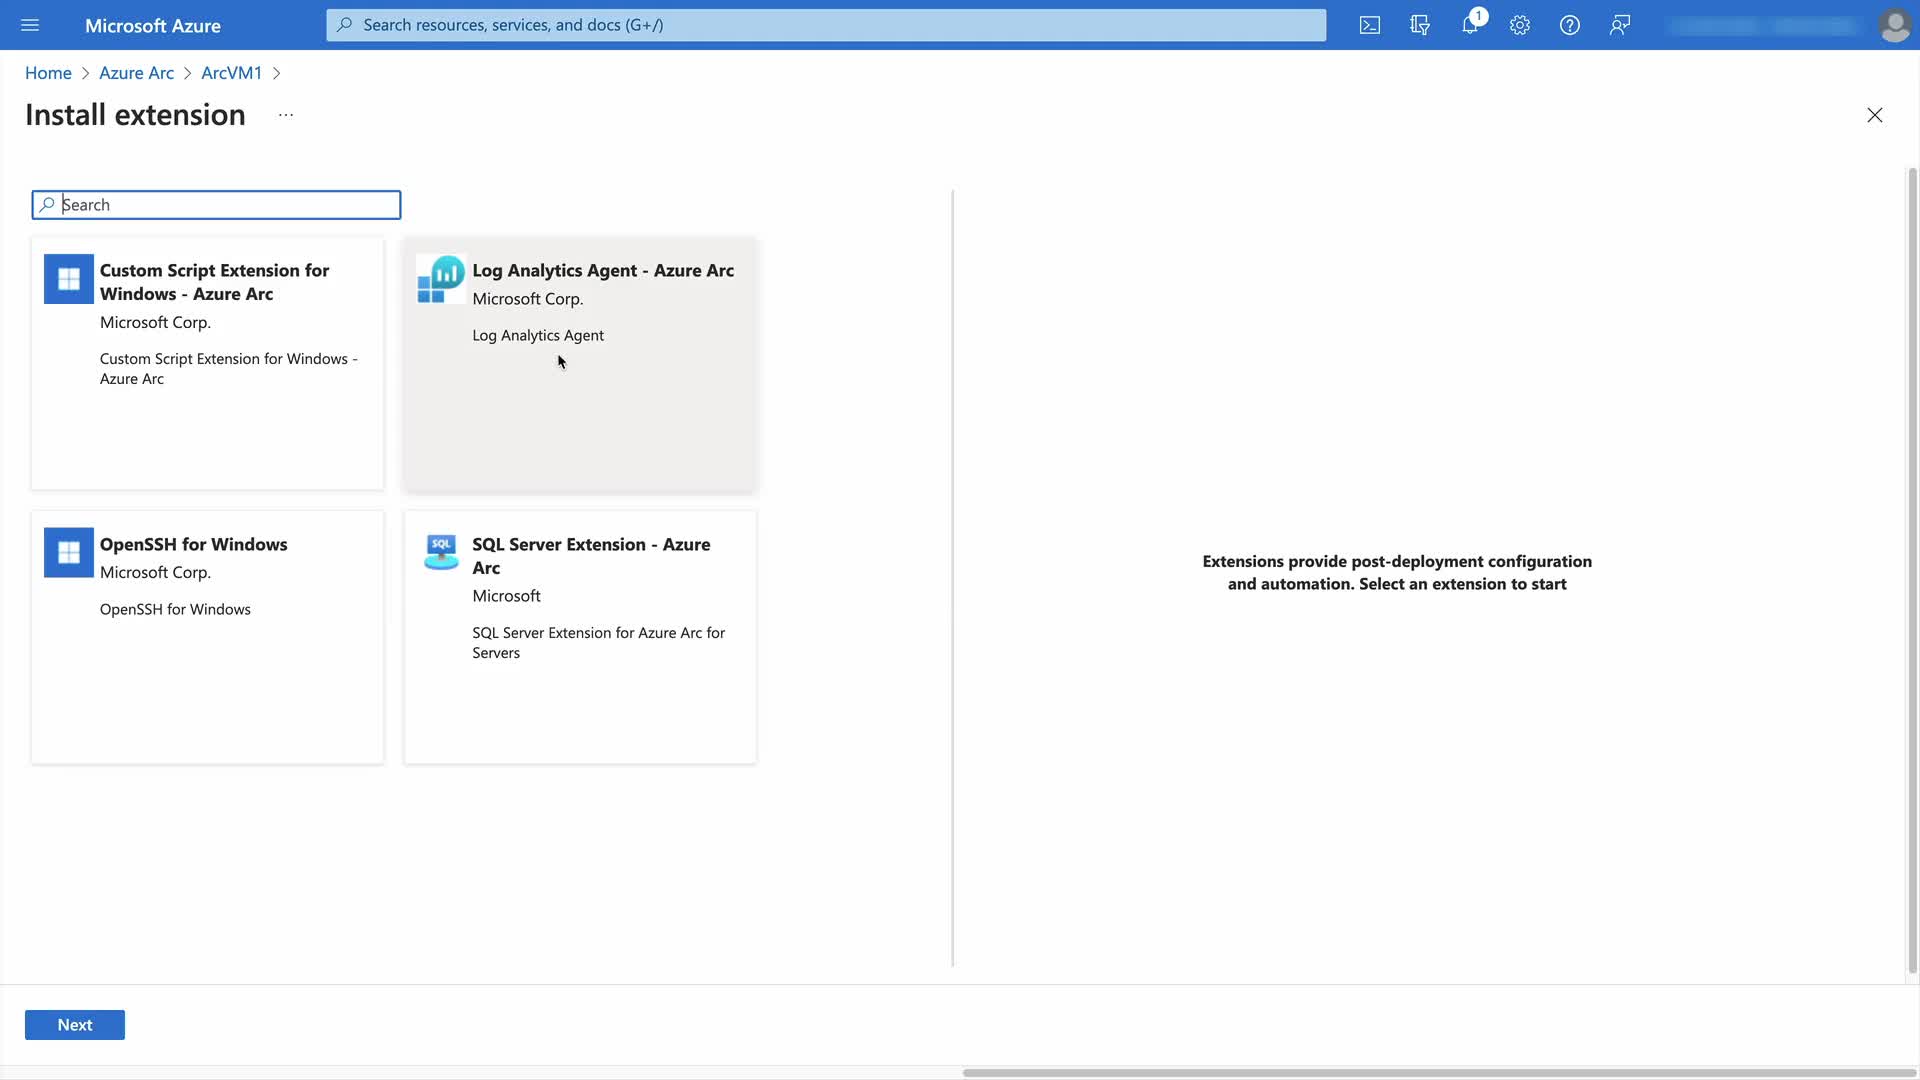 Microsoft Azure
Search resources, services, and docs (G+/)
1
Home > Azure Arc > ArcVM1 >
Install extension ...
Search
Custom Script Extension for
Windows - Azure Arc
Microsoft Corp.
Custom Script Extension for Windows -
Azure Arc
Log Analytics Agent - Azure Arc
Microsoft Corp.
Log Analytics Agent
OpenSSH for Windows
Microsoft Corp.
OpenSSH for Windows
SQL
SQL Server Extension - Azure
Arc
Microsoft
SQL Server Extension for Azure Arc for
Servers
Extensions provide post-deployment configuration
and automation. Select an extension to start
Next